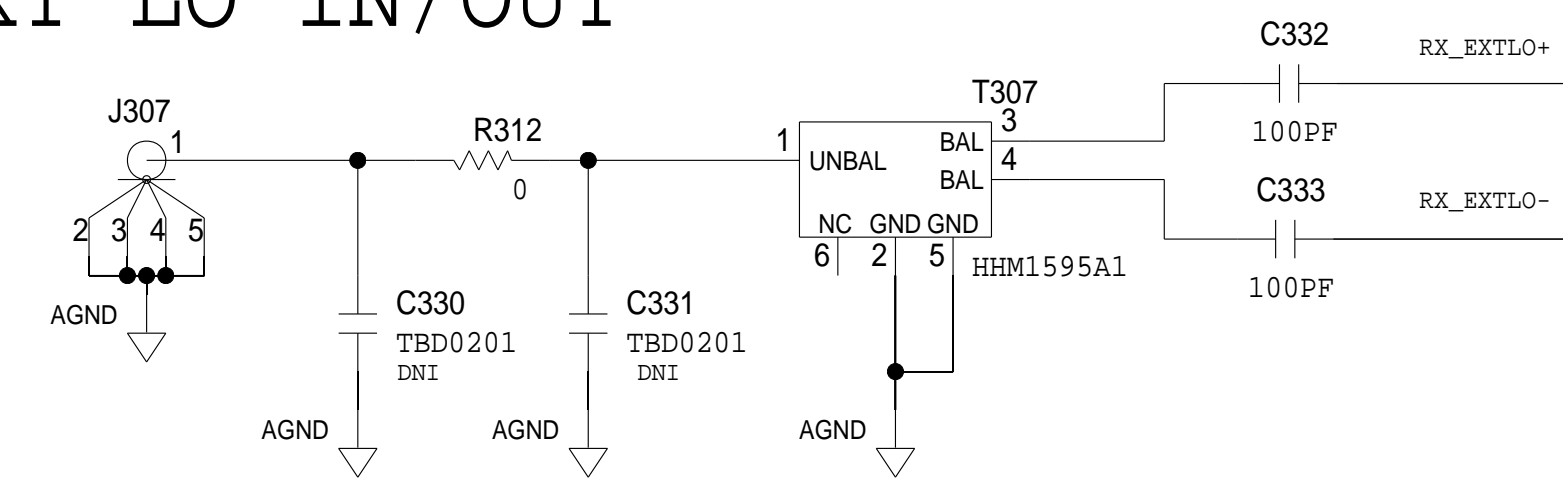 LO IN/OUT
C332
RX_EXTLO+
100PF
J307
1
2 3 4 5
AGND
R312
0
C330
TBD0201
DNI
AGND
C331
TBD0201
DNI
AGND
T307
1
UNBAL
BAL
3
BAL
4
NC GND GND
6 2 5
HHM1595A1
AGND
C333
RX_EXTLO-
100PF